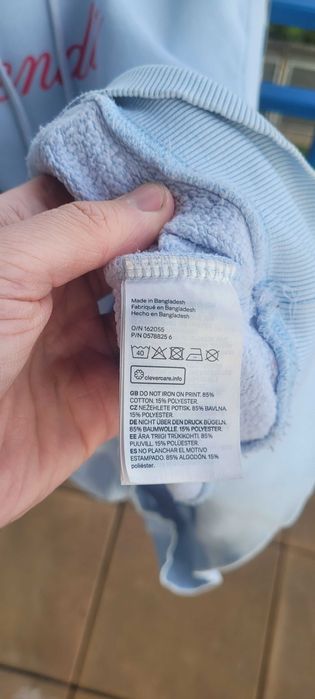 endi
Made in Bangladesh
Fabriqué en Bangladesh
Hecho en Bangladesh
O/N 162055
P/N 0578825 6
40
clevercare.info
GB DO NOT IRON ON PRINT. 85%
COTTON, 15% POLYESTER.
CZ NEŽEHLETE POTISK. 85% BAVLNA,
15% POLYESTER.
DE NICHT ÜBER DEN DRUCK BÜGELN.
85% BAUMWOLLE, 15% POLYESTER.
EE ÄRA TRIIGI TRÜKIKOHTI. 85%
PUUVILL, 15% POLÜESTER.
ES NO PLANCHAR EL MOTIVO
ESTAMPADO. 85% ALGODÓN, 15%
poliéster.